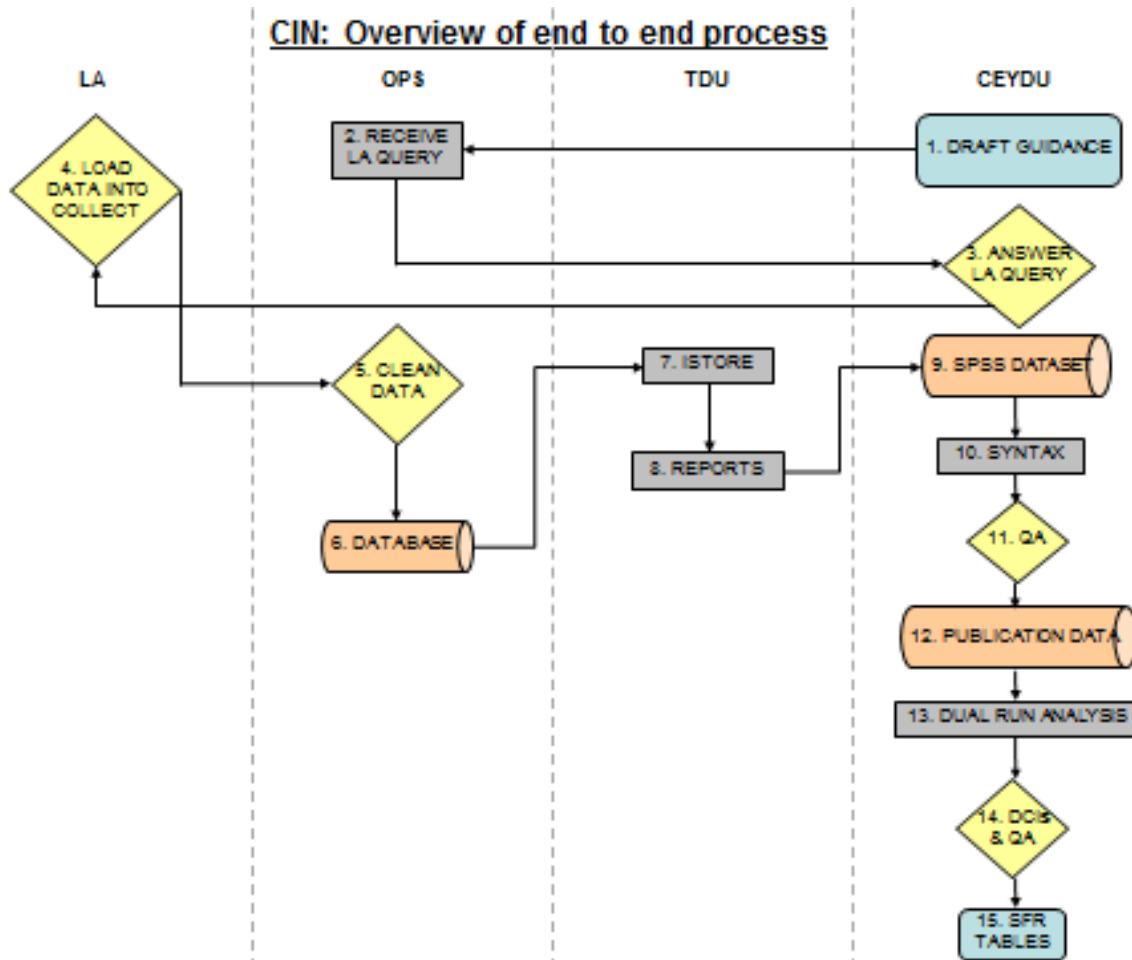 CIN: Overview of end to end process
LA
OPS
TDU
CEYDU
1. DRAFT GUIDANCE
2. RECEIVE
LA QUERY
3. ANSWER
LA QUERY
4. LOAD
DATA INTO
COLLECT
5. CLEAN
DATA
6. DATABASE
7. ISTORE
8. REPORTS
9. SPSS DATASET
10. SYNTAX
11. QA
12. PUBLICATION DATA
13. DUAL RUN ANALYSIS
14. DCIs
& QA
15. SFR
TABLES